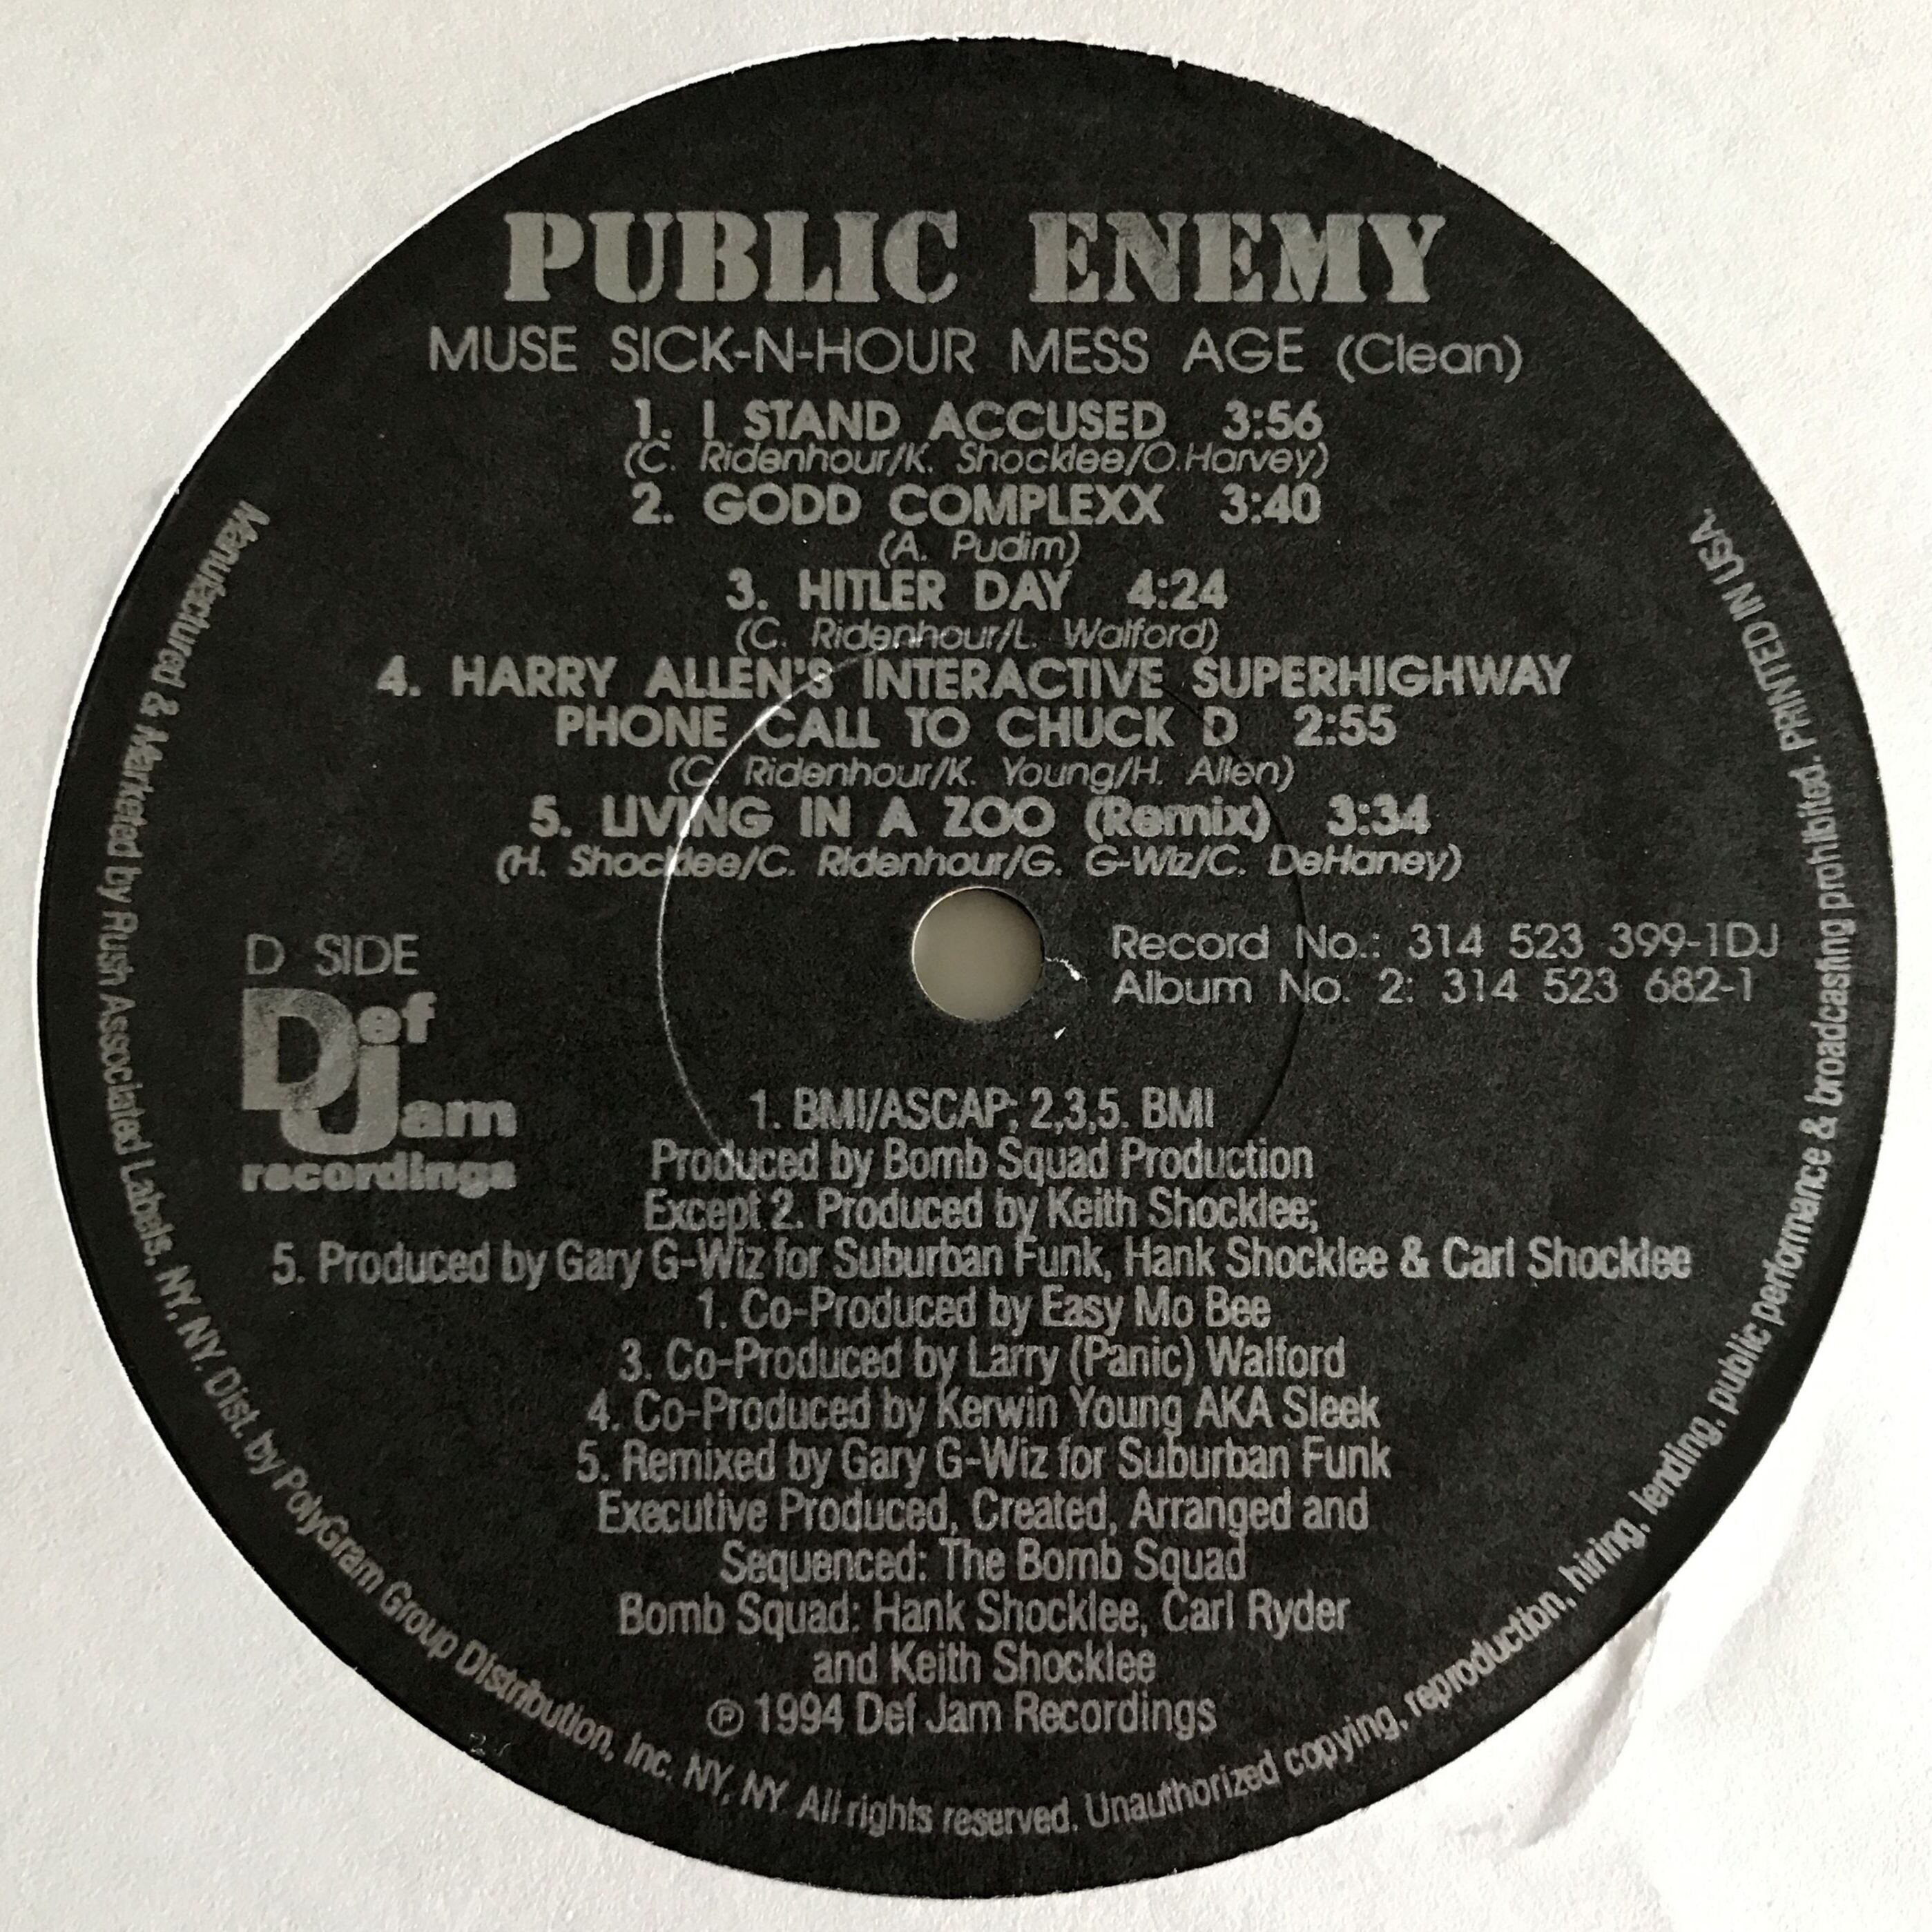 PUBLIC ENEMY
MUSE SICK-N-HOUR MESS AGE (Clean)
1. I STAND ACCUSED 3:56
(C. Ridenhour/K. Shocklee/O.Harvey)
2. GODD COMPLEXX 3:40
(A. Pudim)
3. HITLER DAY 4:24
(C. Ridenhour/L. Walford)
4. HARRY ALLEN'S INTERACTIVE SUPERHIGHWAY
PHONE CALL TO CHUCK D 2:55
(C. Ridenhour/K. Young/H. Allen)
5. LIVING IN A ZOO (Remix) 3:34
(H. Shocklee/C. Ridenhour/G. G-Wiz/C. DeHaney)
D SIDE
Def Jam
recordings
Record No.: 314 523 399-1DJ
Album No. 2: 314 523 682-1
1. BMI/ASCAP; 2,3,5. BMI
Produced by Bomb Squad Production
Except 2. Produced by Keith Shocklee;
5. Produced by Gary G-Wiz for Suburban Funk, Hank Shocklee & Carl Shocklee
1. Co-Produced by Easy Mo Bee
3. Co-Produced by Larry (Panic) Walford
4. Co-Produced by Kerwin Young AKA Sleek
5. Remixed by Gary G-Wiz for Suburban Funk
Executive Produced, Created, Arranged and
Sequenced: The Bomb Squad
Bomb Squad: Hank Shocklee, Carl Ryder
and Keith Shocklee
℗ 1994 Def Jam Recordings
Manufactured & Marketed by Rush Associated Labels, NY, NY. Dist. by PolyGram Group Distribution, Inc. NY, NY All rights reserved. Unauthorized copying, reproduction, hiring, lending, public performance & broadcasting prohibited. PRINTED IN USA.